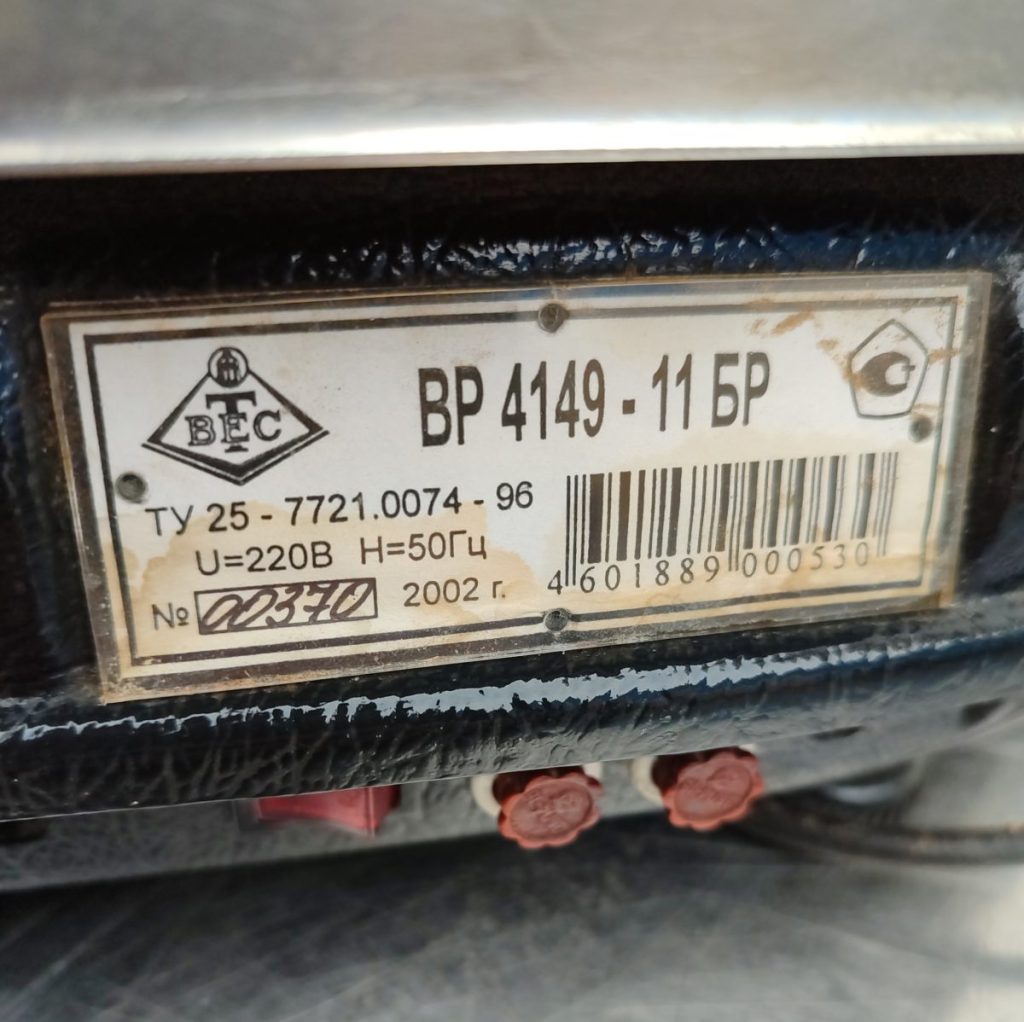 Т
ВЕС
ВР 4149 - 11 БР
ТУ 25 - 7721.0074 - 96
U=220В Н=50Гц
№ 00370 2002 г.
4 601889 000530